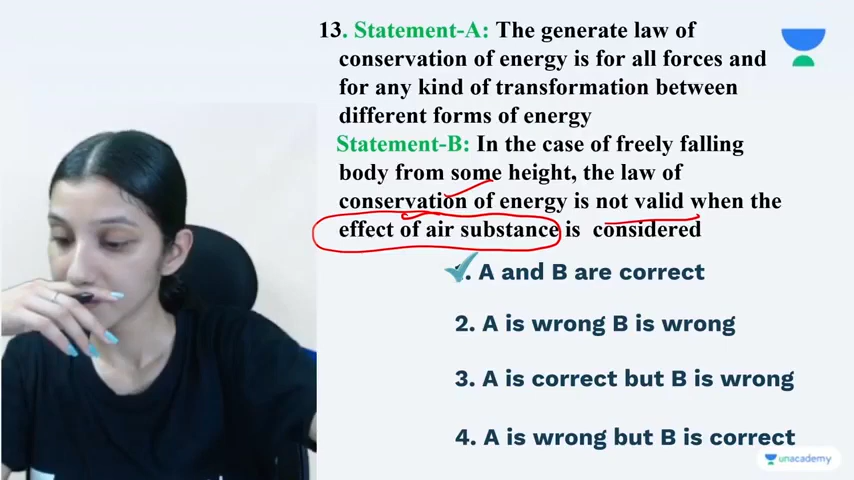 13. Statement-A: The generate law of
conservation of energy is for all forces and
for any kind of transformation between
different forms of energy
Statement-B: In the case of freely falling
body from some height, the law of
conservation of energy is not valid when the
effect of air substance is considered
. A and B are correct
2. A is wrong B is wrong
3. A is correct but B is wrong
4. A is wrong but B is correct
unacademy